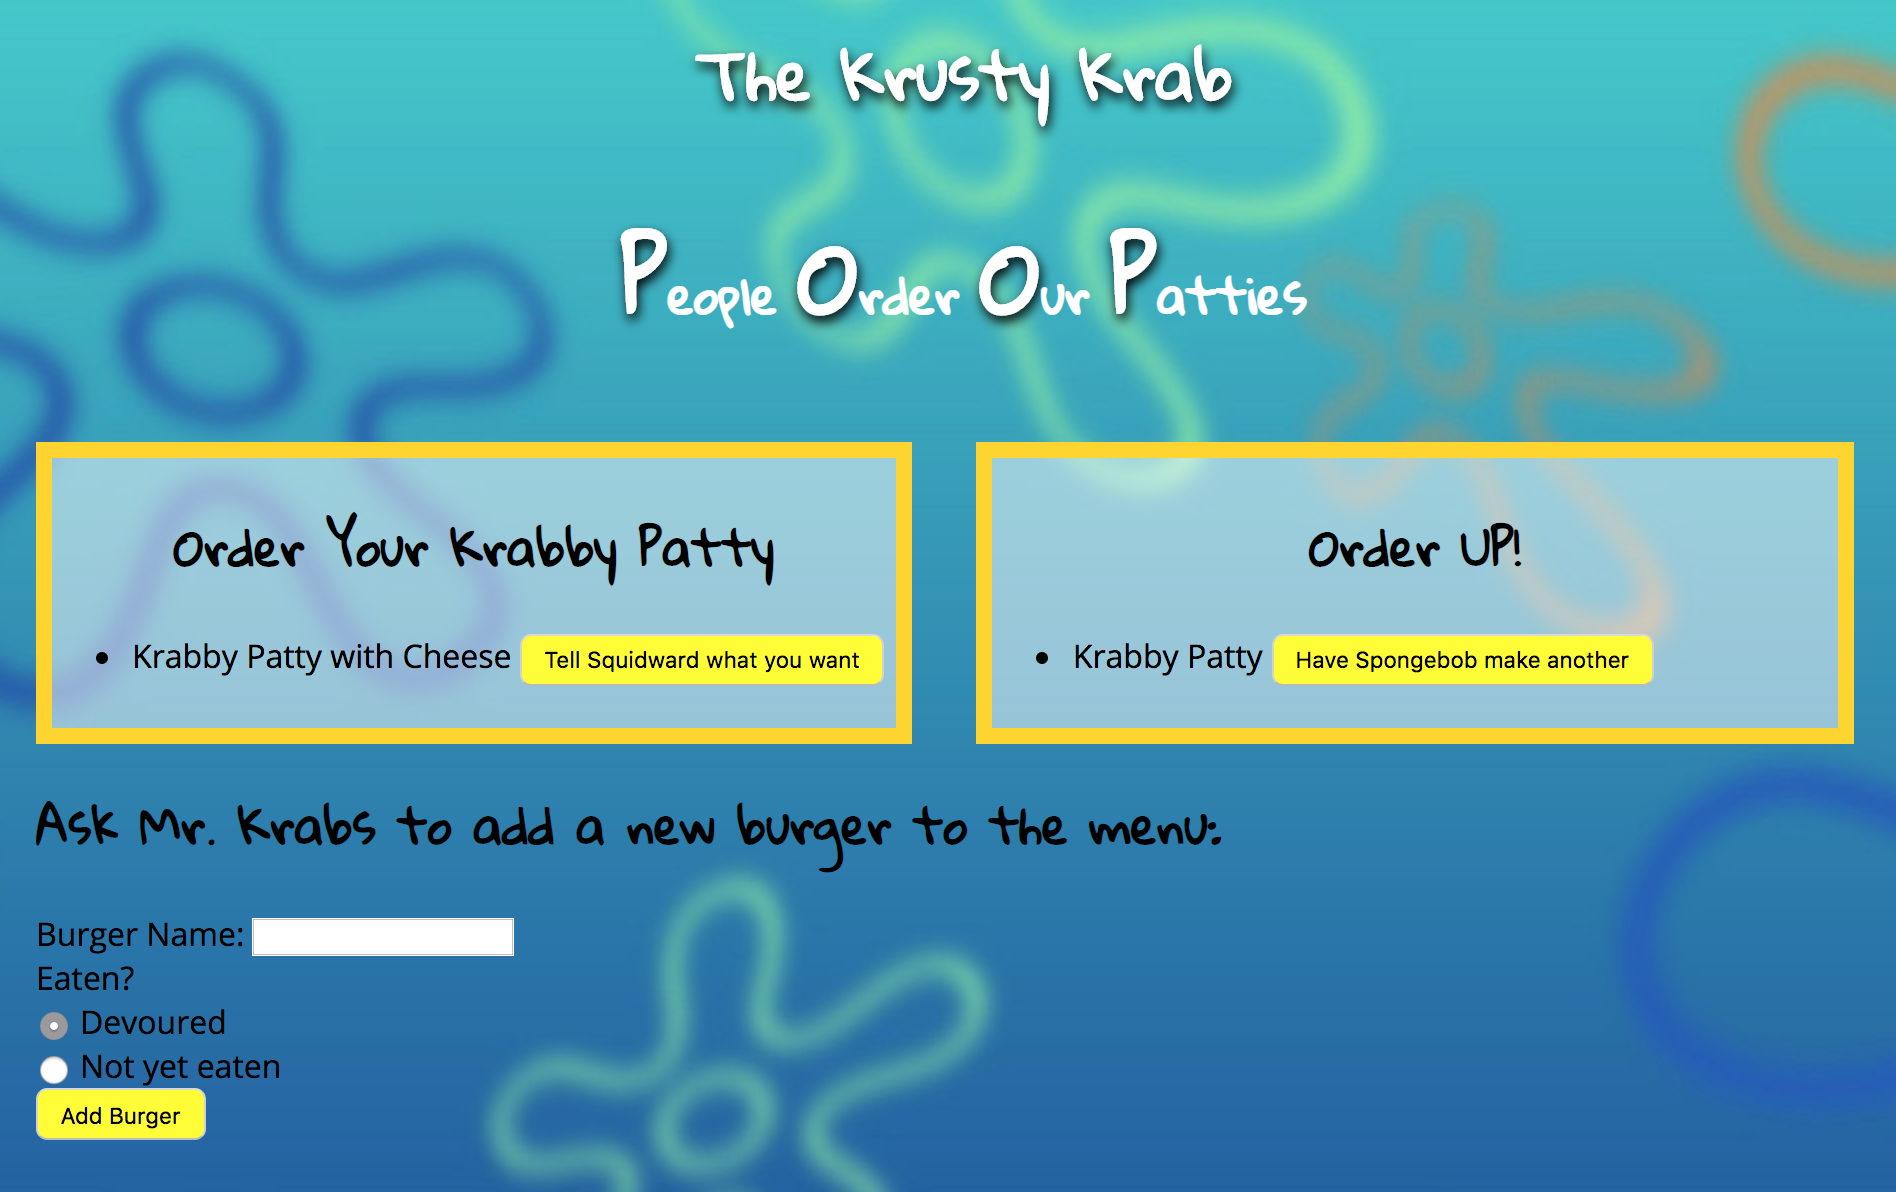 The Krusty Krab
People Order Our Patties
Order Your Krabby Patty
Krabby Patty with Cheese Tell Squidward what you want
Order UP!
Krabby Patty Have Spongebob make another
Ask Mr. Krabs to add a new burger to the menu:
Burger Name:
Eaten?
Devoured
Not yet eaten
Add Burger